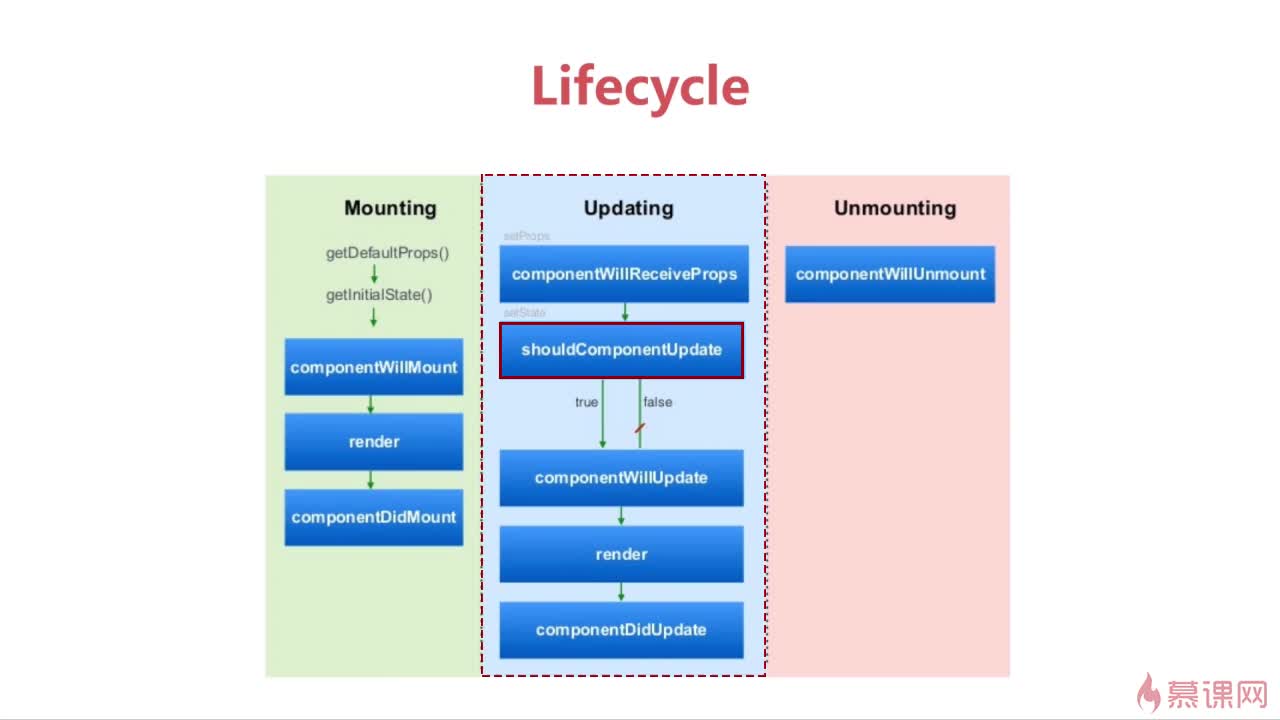 Lifecycle
Mounting
getDefaultProps()
getInitialState()
componentWillMount
render
componentDidMount
Updating
setProps
componentWillReceiveProps
setState
shouldComponentUpdate
true
false
componentWillUpdate
render
componentDidUpdate
Unmounting
componentWillUnmount
慕课网